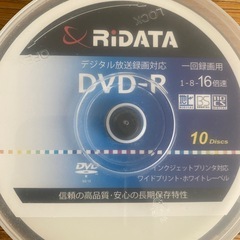 LOCK
RiDATA
デジタル放送録画対応
一回録画用
DVD-R
1-8-16倍速
10 Discs
DVD
インクジェットプリンタ対応
ワイドプリント・ホワイトレーベル
信頼の高品質・安心の長期保存特性